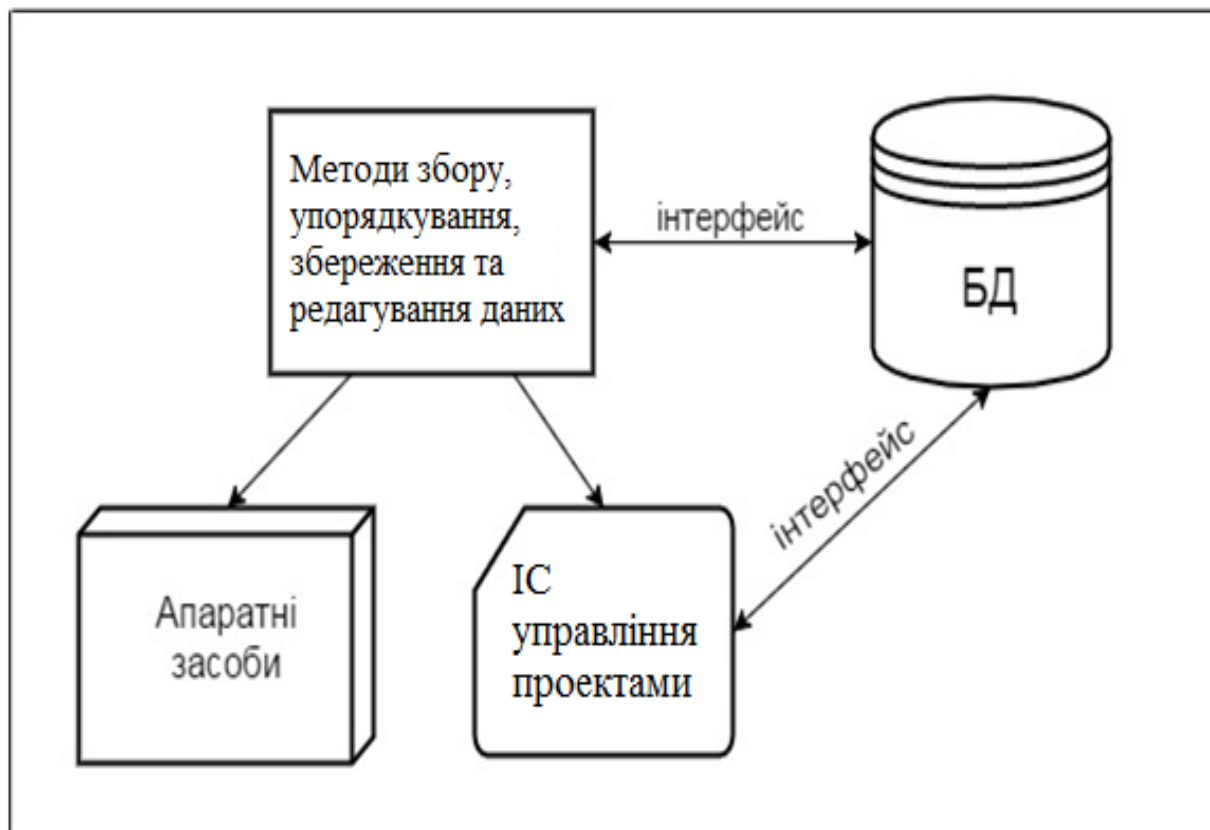 Методи збору,
упорядкування,
збереження та
редагування даних
інтерфейс
БД
інтерфейс
Апаратні
засоби
ІС
управління
проектами